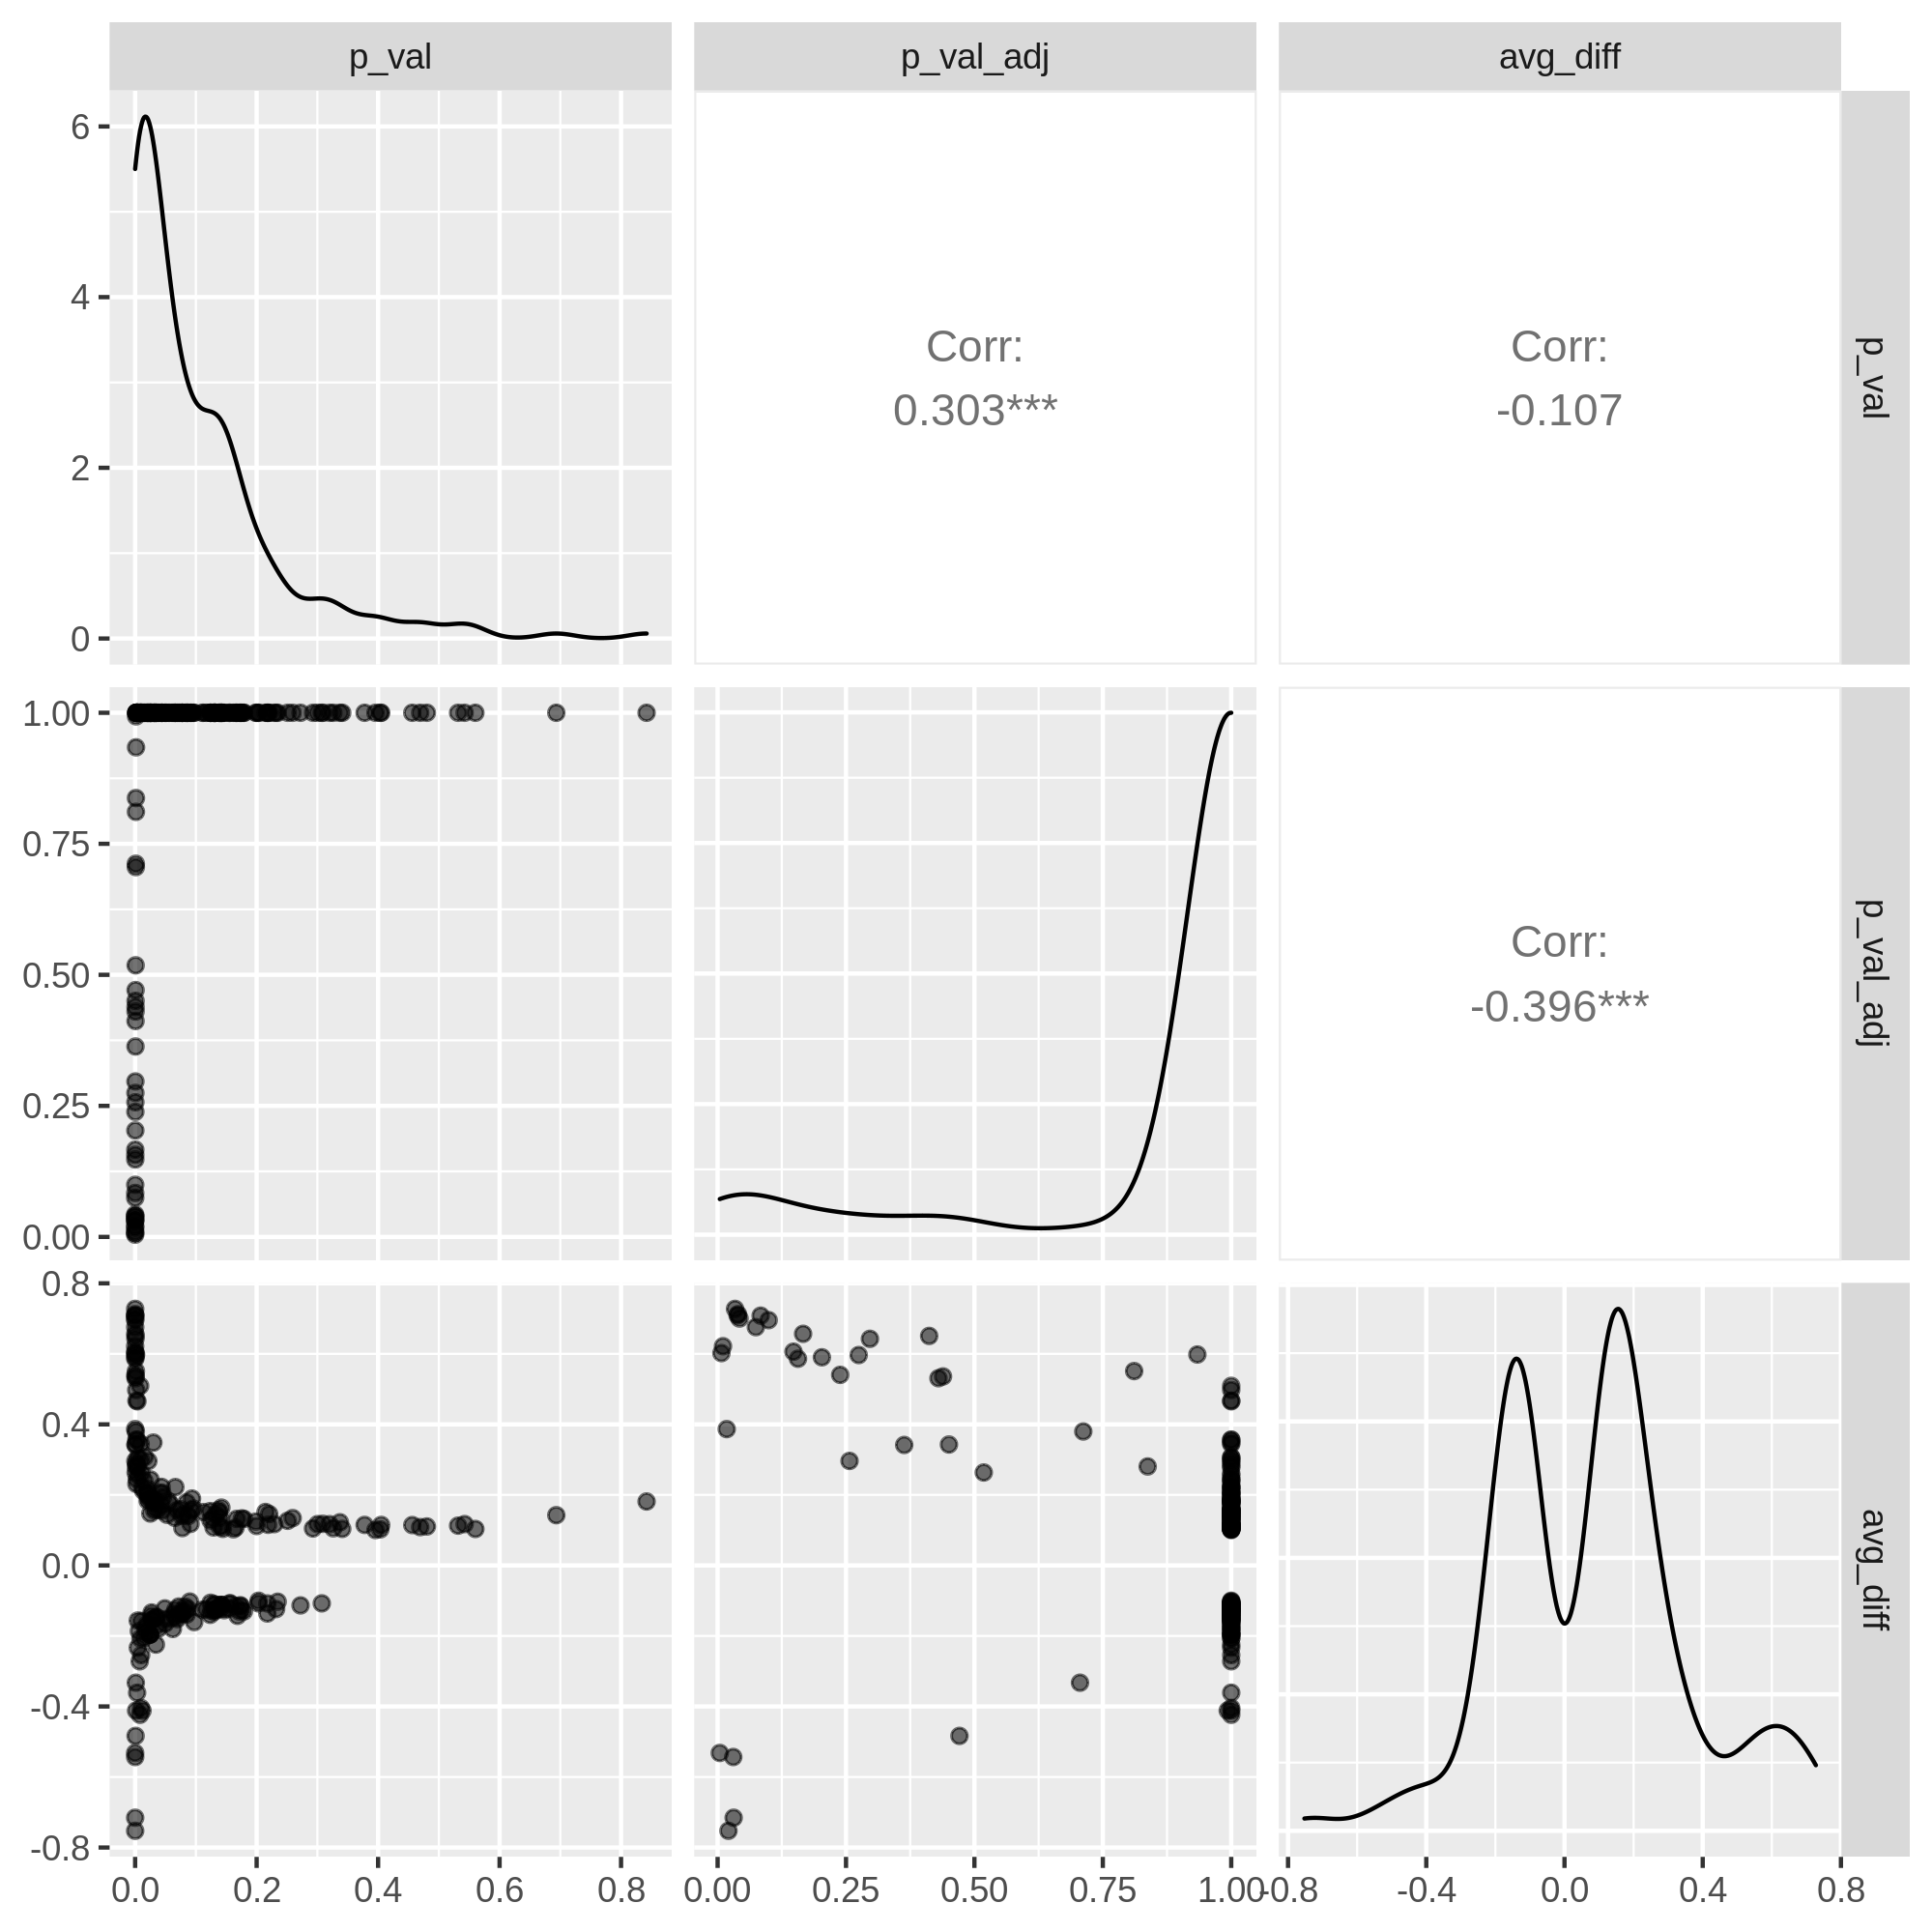 p_val
p_val_adj
avg_diff
6
4
2
0
Corr:
0.303***
Corr:
-0.107
p_val
1.00
0.75
0.50
0.25
0.00
Corr:
-0.396***
p_val_adj
0.8
0.4
0.0
-0.4
-0.8
avg_diff
0.0 0.2 0.4 0.6 0.8
0.00 0.25 0.50 0.75 1.00
-0.8 -0.4 0.0 0.4 0.8